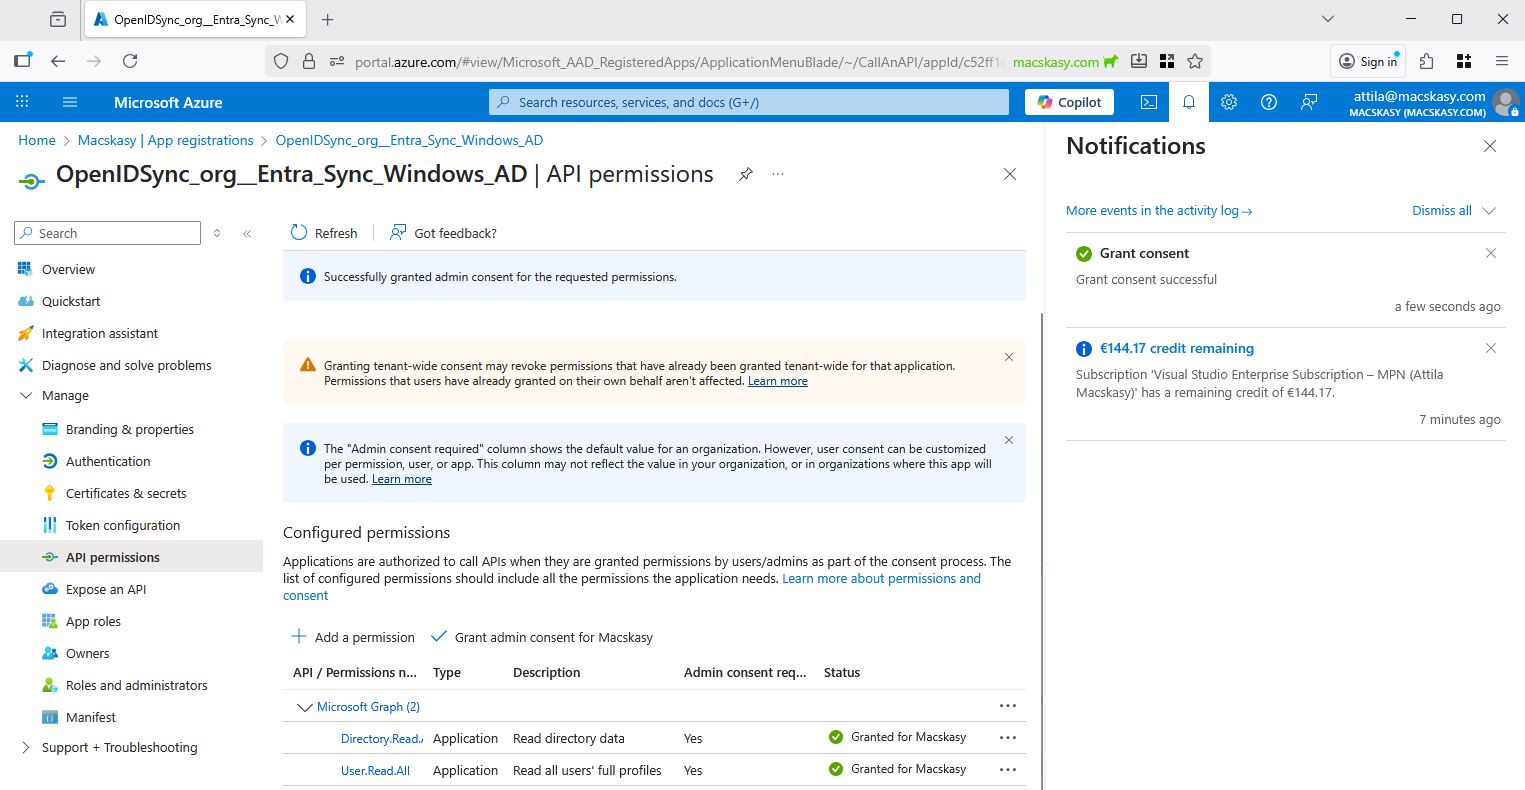 OpenIDSync_org__Entra_Sync_W
portal.azure.com/#view/Microsoft_AAD_RegisteredApps/ApplicationMenuBlade/~/CallAnAPI/appId/c52ff1c
macskasy.com
Sign in
Microsoft Azure
Search resources, services, and docs (G+/)
Copilot
attila@macskasy.com
MACSKASY (MACSKASY.COM)
Home > Macskasy | App registrations > OpenIDSync_org__Entra_Sync_Windows_AD
OpenIDSync_org__Entra_Sync_Windows_AD | API permissions
Search
Overview
Quickstart
Integration assistant
Diagnose and solve problems
Manage
Branding & properties
Authentication
Certificates & secrets
Token configuration
API permissions
Expose an API
App roles
Owners
Roles and administrators
Manifest
Support + Troubleshooting
Refresh
Got feedback?
Successfully granted admin consent for the requested permissions.
Granting tenant-wide consent may revoke permissions that have already been granted tenant-wide for that application.
Permissions that users have already granted on their own behalf aren't affected. Learn more
The "Admin consent required" column shows the default value for an organization. However, user consent can be customized
per permission, user, or app. This column may not reflect the value in your organization, or in organizations where this app will
be used. Learn more
Configured permissions
Applications are authorized to call APIs when they are granted permissions by users/admins as part of the consent process. The
list of configured permissions should include all the permissions the application needs. Learn more about permissions and
consent
Add a permission
Grant admin consent for Macskasy
API / Permissions n... Type Description Admin consent req... Status
Microsoft Graph (2)
Directory.Read. Application Read directory data Yes Granted for Macskasy
User.Read.All Application Read all users' full profiles Yes Granted for Macskasy
Notifications
More events in the activity log →
Dismiss all
Grant consent
Grant consent successful
a few seconds ago
€144.17 credit remaining
Subscription 'Visual Studio Enterprise Subscription – MPN (Attila
Macskasy)' has a remaining credit of €144.17.
7 minutes ago